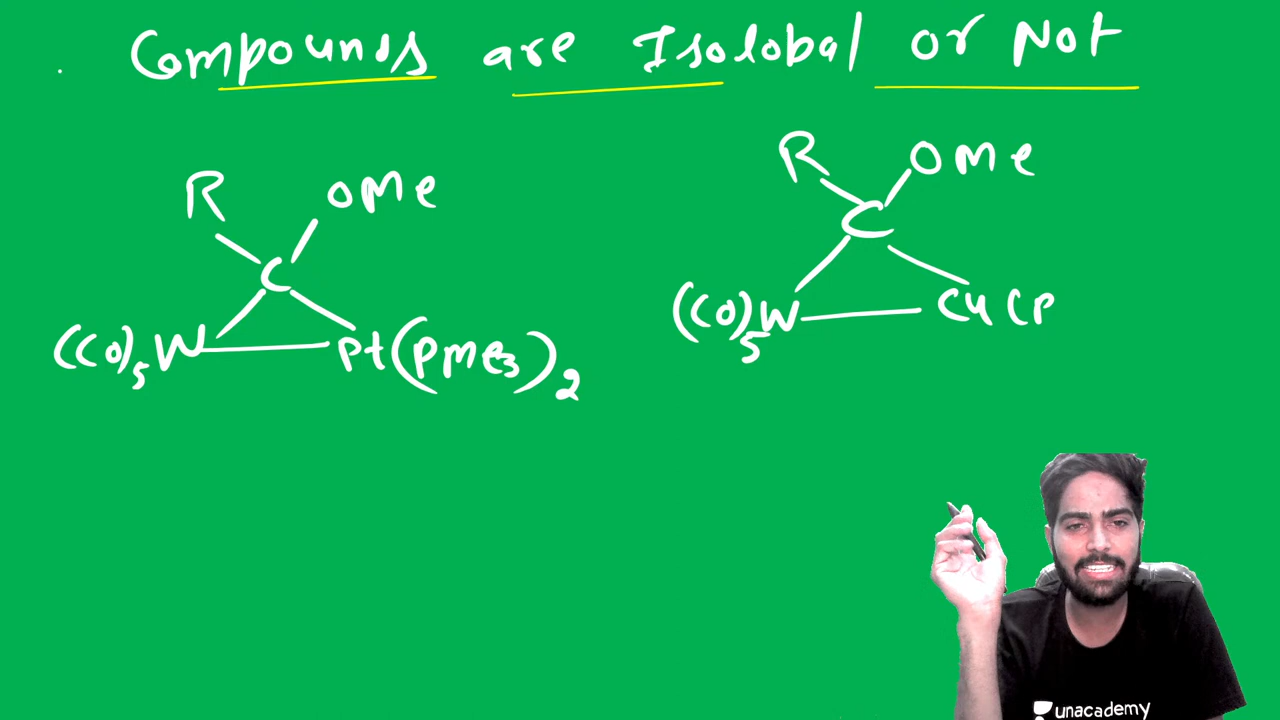 Compounds are Isolobal or Not
R OMe
C
(CO)5W Pt(PMe3)2
R OMe
C
(CO)5W CuCP
unacademy